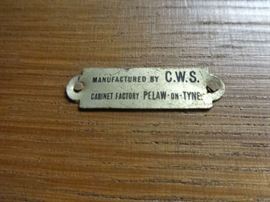 MANUFACTURED BY C.W.S.
CABINET FACTORY PELAW-ON-TYNE.